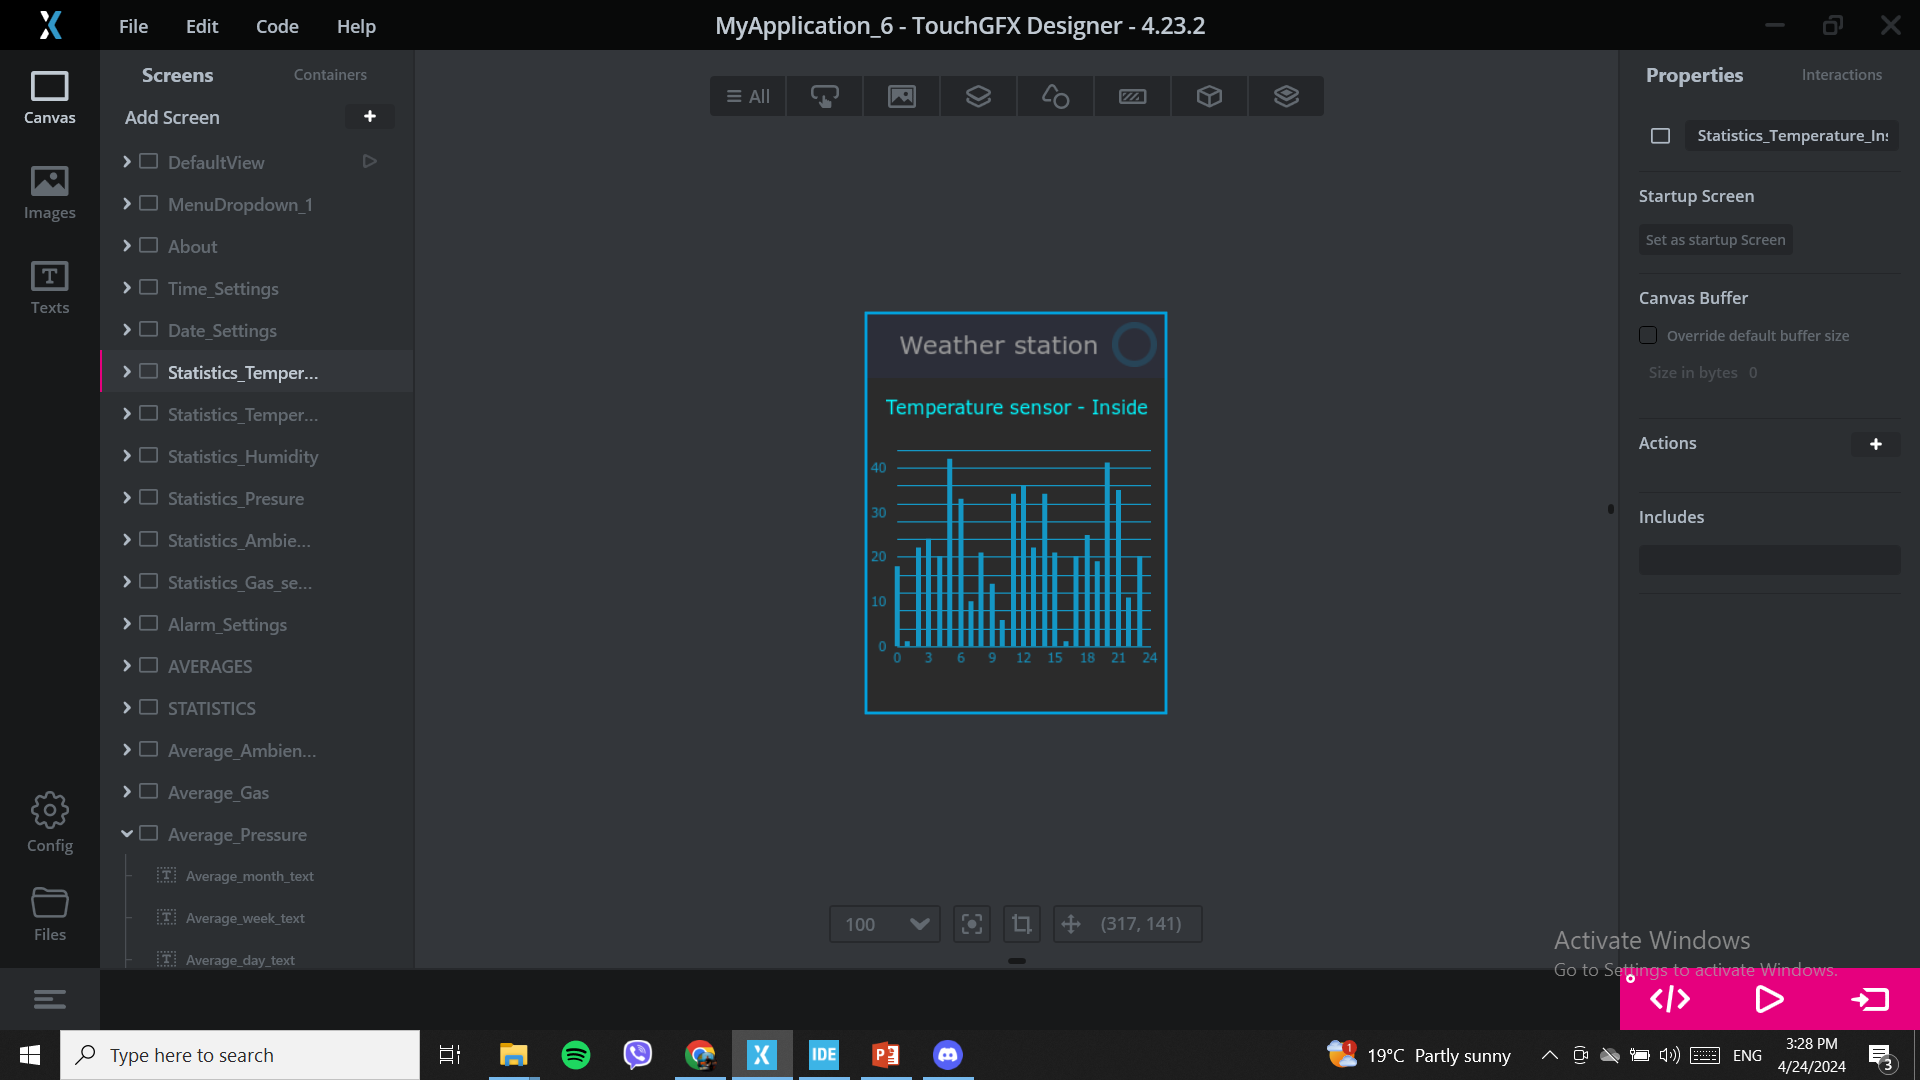 File Edit Code Help MyApplication_6 - TouchGFX Designer - 4.23.2
Canvas
Images
Texts
Config
Files
Screens Containers
Add Screen +
DefaultView
MenuDropdown_1
About
Time_Settings
Date_Settings
Statistics_Temper...
Statistics_Temper...
Statistics_Humidity
Statistics_Presure
Statistics_Ambie...
Statistics_Gas_se...
Alarm_Settings
AVERAGES
STATISTICS
Average_Ambien...
Average_Gas
Average_Pressure
Average_month_text
Average_week_text
Average_day_text
All
Weather station
Temperature sensor - Inside
40
30
20
10
0
0 3 6 9 12 15 18 21 24
100 (317, 141)
Properties Interactions
Statistics_Temperature_In
Startup Screen
Set as startup Screen
Canvas Buffer
Override default buffer size
Size in bytes 0
Actions +
Includes
Activate Windows
Go to Settings to activate Windows.
Type here to search
IDE
1
19°C Partly sunny
ENG
3:28 PM
4/24/2024
3